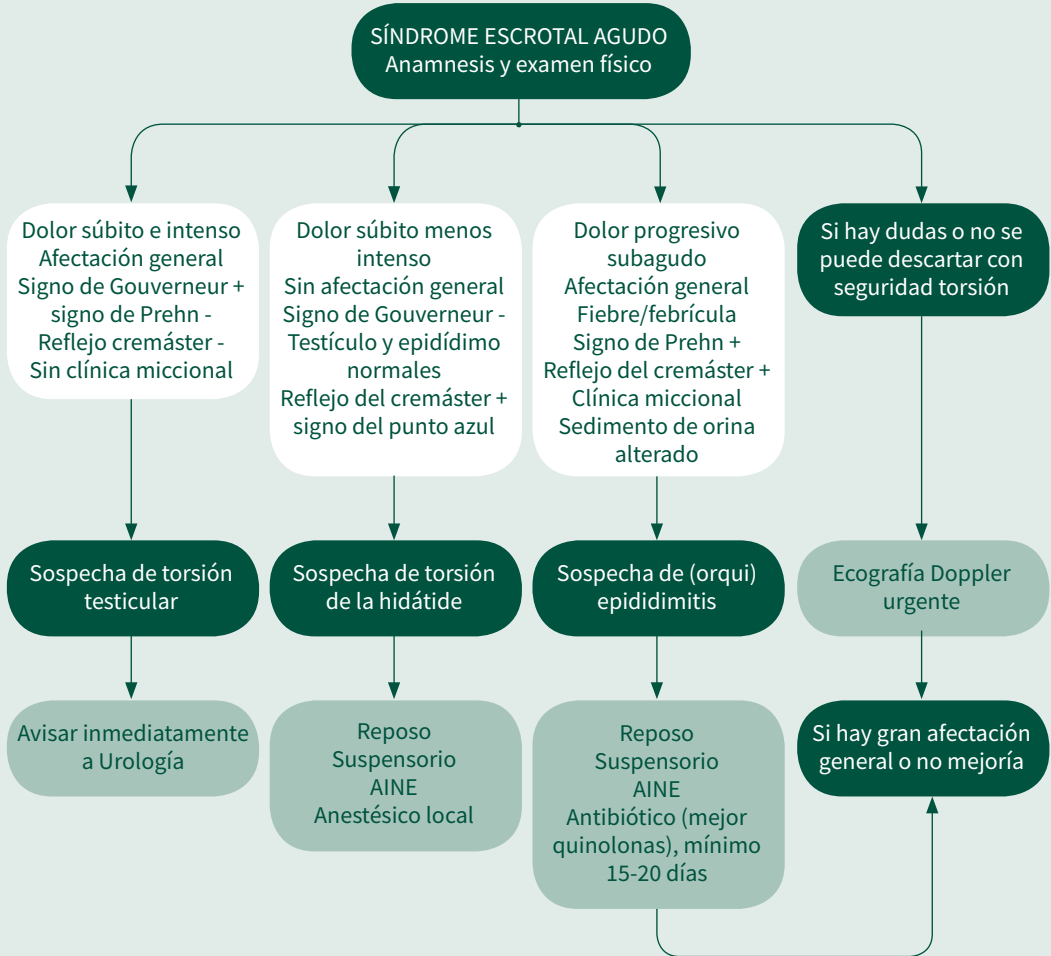 SÍNDROME ESCROTAL AGUDO
Anamnesis y examen físico
Dolor súbito e intenso
Afectación general
Signo de Gouverneur +
signo de Prehn -
Reflejo cremáster -
Sin clínica miccional
Dolor súbito menos
intenso
Sin afectación general
Signo de Gouverneur -
Testículo y epidídimo
normales
Reflejo del cremáster +
signo del punto azul
Dolor progresivo
subagudo
Afectación general
Fiebre/febrícula
Signo de Prehn +
Reflejo del cremáster +
Clínica miccional
Sedimento de orina
alterado
Si hay dudas o no se
puede descartar con
seguridad torsión
Sospecha de torsión
testicular
Sospecha de torsión
de la hidátide
Sospecha de (orqui)
epididimitis
Ecografía Doppler
urgente
Avisar inmediatamente
a Urología
Reposo
Suspensorio
AINE
Anestésico local
Reposo
Suspensorio
AINE
Antibiótico (mejor
quinolonas), mínimo
15-20 días
Si hay gran afectación
general o no mejoría